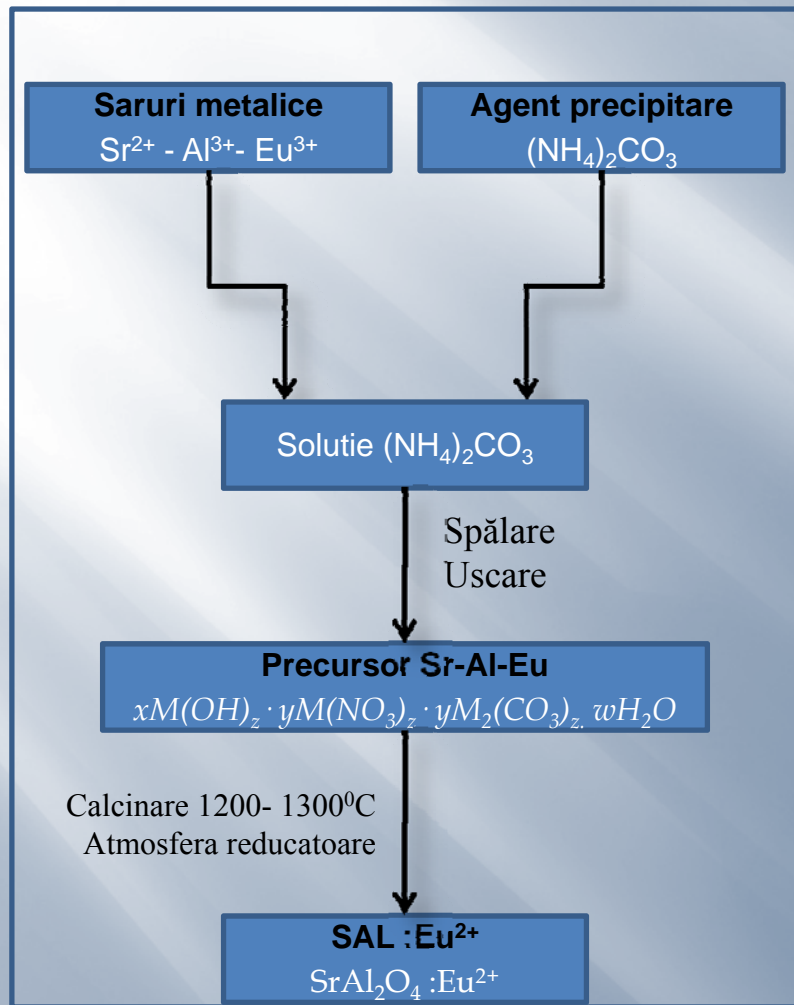 Saruri metalice
Sr²⁺ - Al³⁺- Eu³⁺
Agent precipitare
(NH₄)₂CO₃
Solutie (NH₄)₂CO₃
Spălare
Uscare
Precursor Sr-Al-Eu
xM(OH)z · yM(NO₃)z · yM₂(CO₃)z. wH₂O
Calcinare 1200- 1300⁰C
Atmosfera reducatoare
SAL :Eu²⁺
SrAl₂O₄ :Eu²⁺